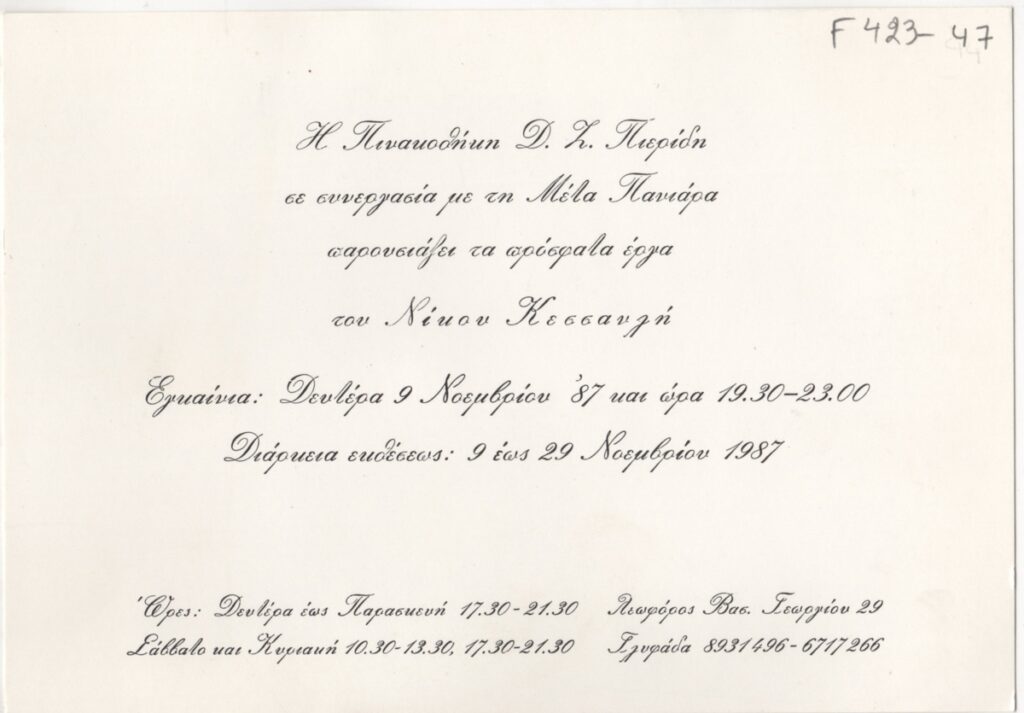 F 423-47
Η Πινακοθήκη Δ. Ζ. Πιερίδη
σε συνεργασία με τη Μέτα Πανιάρα
παρουσιάζει τα πρόσφατα έργα
του Νίκου Κεσσανλή
Εγκαίνια: Δευτέρα 9 Νοεμβρίου '87 και ώρα 19.30-23.00
Διάρκεια εκθέσεως: 9 έως 29 Νοεμβρίου 1987
Ώρες: Δευτέρα έως Παρασκευή 17.30-21.30 Λεωφόρος Βασ. Γεωργίου 29
Σάββατο και Κυριακή 10.30-13.30, 17.30-21.30 Γλυφάδα 8931496-6717266